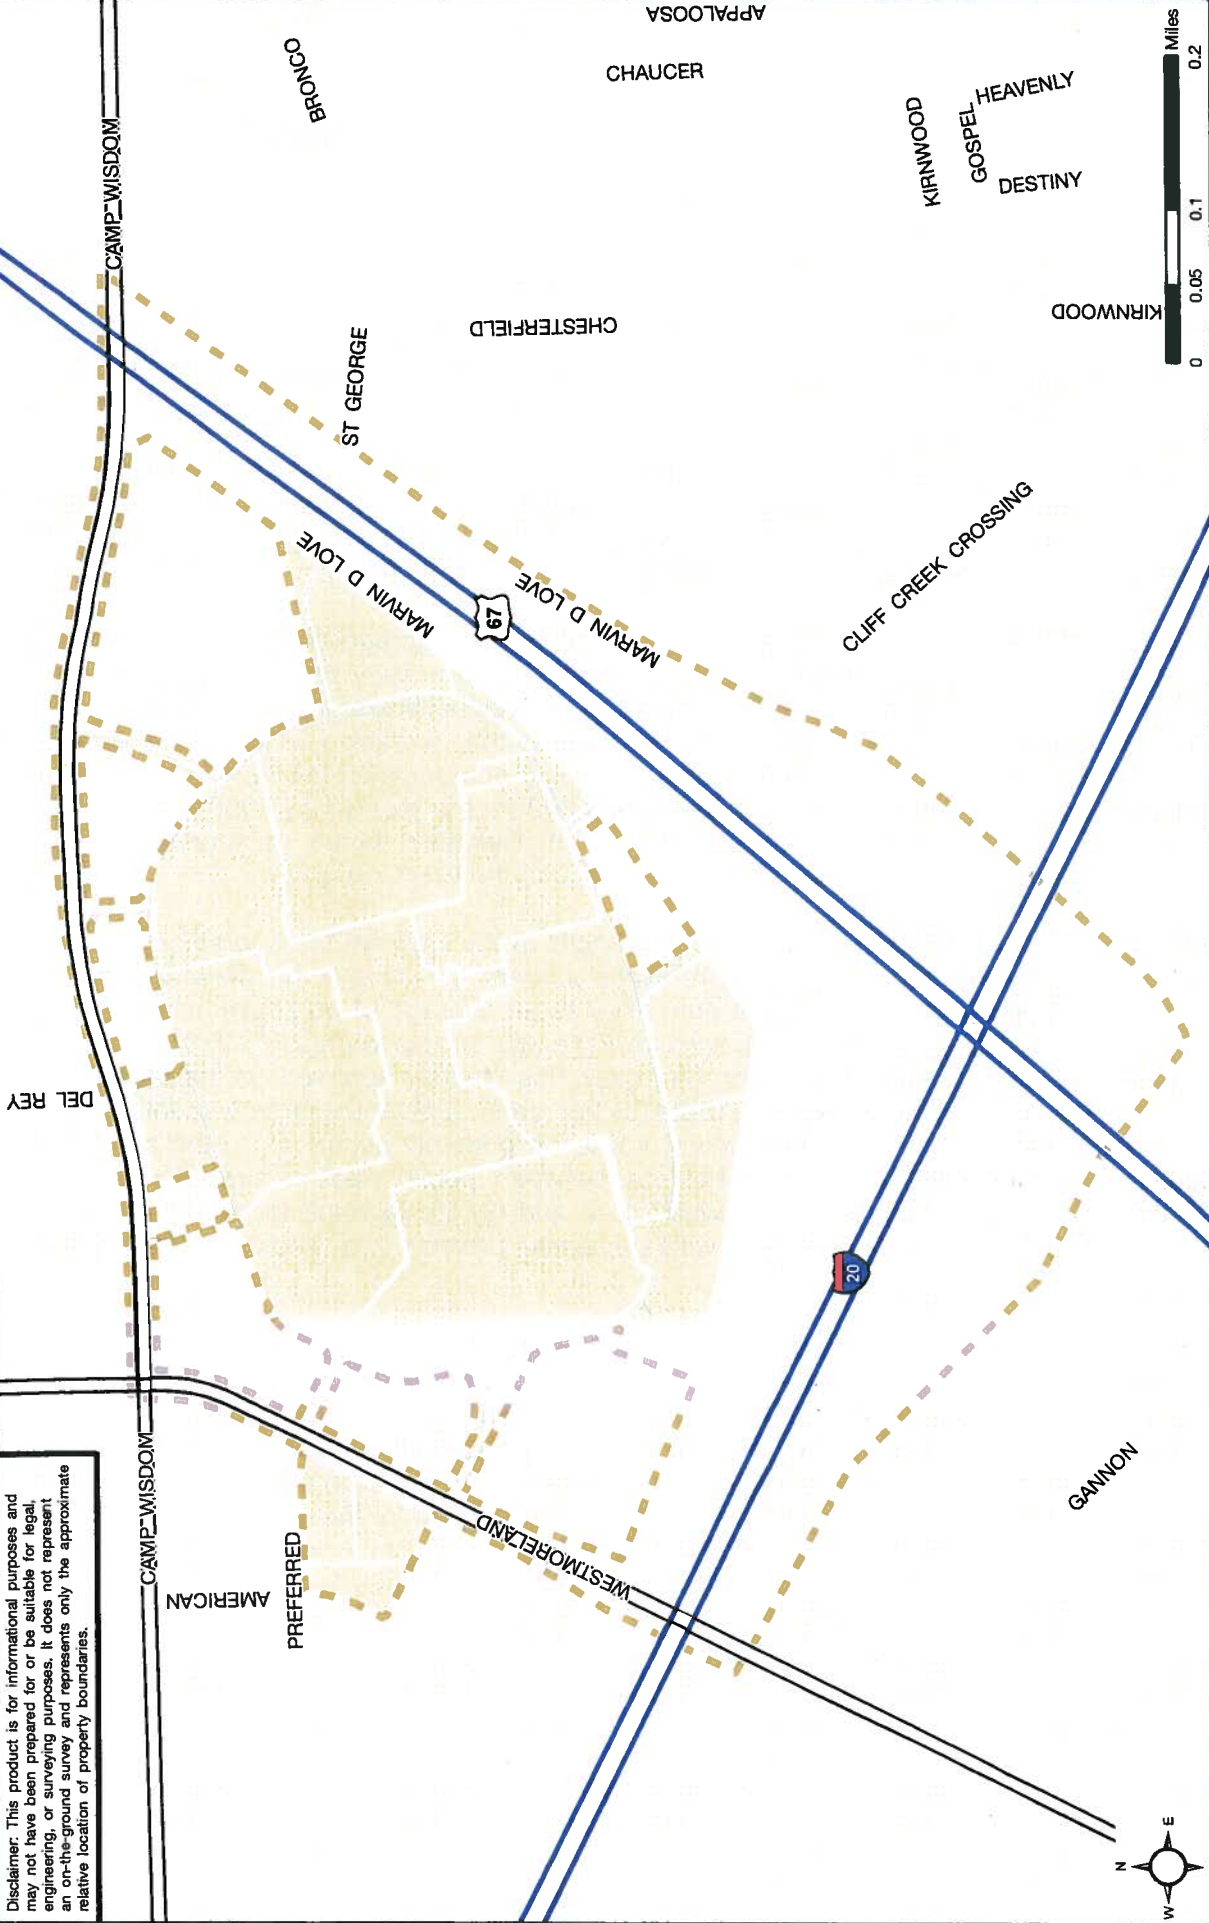 Disclaimer: This product is for informational purposes and
may not have been prepared for or be suitable for legal,
engineering, or surveying purposes. It does not represent
an on-the-ground survey and represents only the approximate
relative location of property boundaries.
CAMP WISDOM
CAMP WISDOM
DEL REY
AMERICAN
PREFERRED
WESTMORELAND
BRONCO
ST GEORGE
MARVIN D LOVE
MARVIN D LOVE
67
CHESTERFIELD
CHAUCER
APPALOOSA
CLIFF CREEK CROSSING
20
GANNON
KIRNWOOD
GOSPEL
HEAVENLY
DESTINY
KIRNWOOD
N
W
E
Miles
0
0.05
0.1
0.2